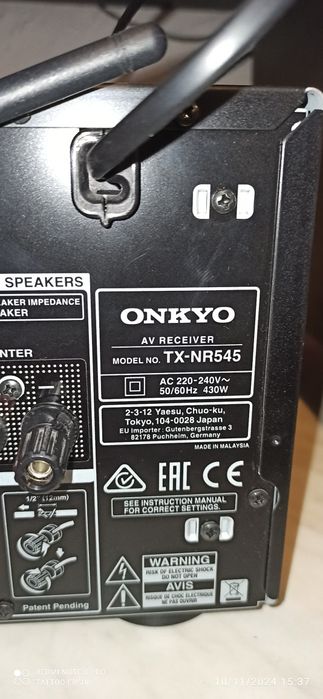 SPEAKERS
AKER IMPEDANCE
AKER
ENTER
ONKYO
AV RECEIVER
MODEL NO. TX-NR545
AC 220-240V~
50/60Hz 430W
2-3-12 Yaesu, Chuo-ku,
Tokyo, 104-0028 Japan
EU Importer: Gutenbergstrasse 3
82178 Puchheim, Germany
MADE IN MALAYSIA
EAC CE
SEE INSTRUCTION MANUAL
FOR CORRECT SETTINGS.
1/2" (12mm)
WARNING
RISK OF ELECTRIC SHOCK
DO NOT OPEN
AVIS
RISQUE DE CHOC ELECTRIQUE
NE PAS OUVRIR
Patent Pending
10/11/2024 15:37